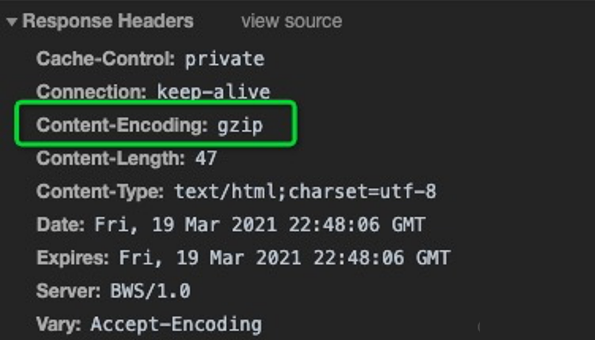 Response Headers view source
Cache-Control: private
Connection: keep-alive
Content-Encoding: gzip
Content-Length: 47
Content-Type: text/html;charset=utf-8
Date: Fri, 19 Mar 2021 22:48:06 GMT
Expires: Fri, 19 Mar 2021 22:48:06 GMT
Server: BWS/1.0
Vary: Accept-Encoding